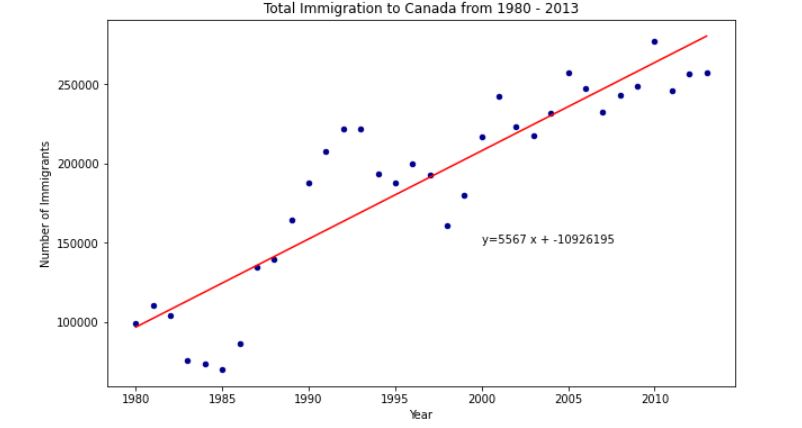 Total Immigration to Canada from 1980 - 2013
Number of Immigrants
250000
200000
150000
100000
y=5567 x + -10926195
1980 1985 1990 1995 2000 2005 2010
Year